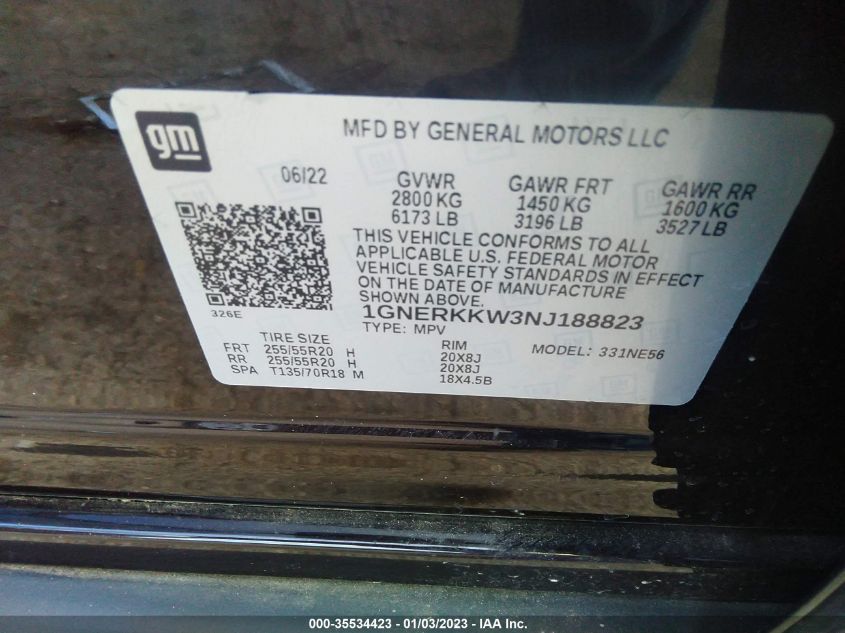 gm
MFD BY GENERAL MOTORS LLC
06/22
GVWR GAWR FRT GAWR RR
2800 KG 1450 KG 1600 KG
6173 LB 3196 LB 3527 LB
THIS VEHICLE CONFORMS TO ALL
APPLICABLE U.S. FEDERAL MOTOR
VEHICLE SAFETY STANDARDS IN EFFECT
ON THE DATE OF MANUFACTURE
SHOWN ABOVE.
326E
1GNERKKW3NJ188823
TYPE: MPV MODEL: 331NE56
TIRE SIZE RIM
FRT 255/55R20 H 20X8J
RR 255/55R20 H 20X8J
SPA T135/70R18 M 18X4.5B
000-35534423 - 01/03/2023 - IAA Inc.